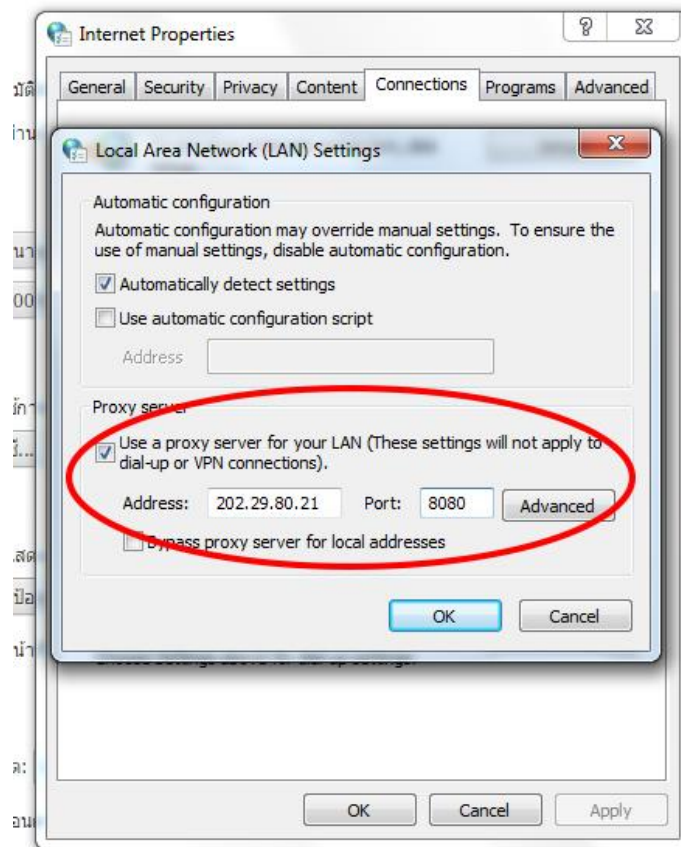 Internet Properties
General Security Privacy Content Connections Programs Advanced
Local Area Network (LAN) Settings
Automatic configuration
Automatic configuration may override manual settings. To ensure the
use of manual settings, disable automatic configuration.
Automatically detect settings
Use automatic configuration script
Address
Proxy server
Use a proxy server for your LAN (These settings will not apply to
dial-up or VPN connections).
Address: 202.29.80.21 Port: 8080 Advanced
Bypass proxy server for local addresses
OK Cancel
OK Cancel Apply